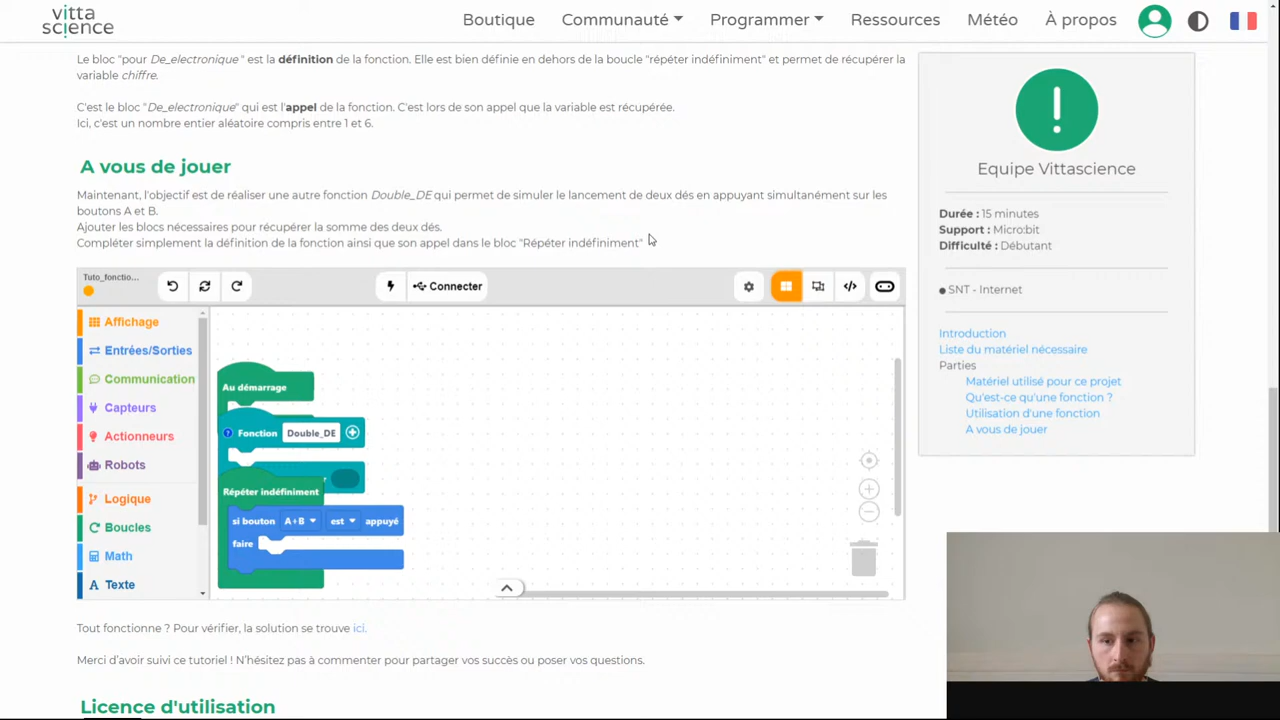 vitta science
Boutique
Communauté
Programmer
Ressources
Météo
À propos
Le bloc "pour De_electronique " est la définition de la fonction. Elle est bien définie en dehors de la boucle "répéter indéfiniment" et permet de récupérer la
variable chiffre.
C'est le bloc "De_electronique" qui est l'appel de la fonction. C'est lors de son appel que la variable est récupérée.
Ici, c'est un nombre entier aléatoire compris entre 1 et 6.
A vous de jouer
Maintenant, l'objectif est de réaliser une autre fonction Double_DE qui permet de simuler le lancement de deux dés en appuyant simultanément sur les
boutons A et B.
Ajouter les blocs nécessaires pour récupérer la somme des deux dés.
Compléter simplement la définition de la fonction ainsi que son appel dans le bloc "Répéter indéfiniment"
Tuto_fonctio...
Connecter
Affichage
Entrées/Sorties
Communication
Capteurs
Actionneurs
Robots
Logique
Boucles
Math
Texte
Au démarrage
Fonction Double_DE
Répéter indéfiniment
si bouton A+B est appuyé
faire
Tout fonctionne ? Pour vérifier, la solution se trouve ici.
Merci d'avoir suivi ce tutoriel ! N'hésitez pas à commenter pour partager vos succès ou poser vos questions.
Licence d'utilisation
Equipe Vittascience
Durée : 15 minutes
Support : Micro:bit
Difficulté : Débutant
SNT - Internet
Introduction
Liste du matériel nécessaire
Parties
Matériel utilisé pour ce projet
Qu'est-ce qu'une fonction ?
Utilisation d'une fonction
A vous de jouer